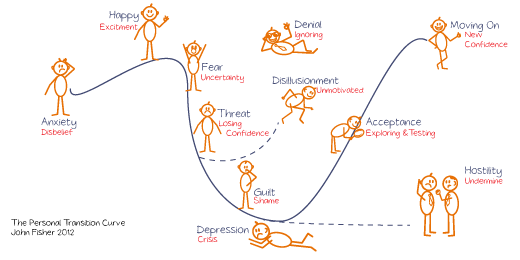 Happy
Excitment
Anxiety
Disbelief
Fear
Uncertainty
Threat
Losing
Confidence
Guilt
Shame
Depression
Crisis
Denial
Ignoring
Disillusionment
Unmotivated
Acceptance
Exploring & Testing
Moving On
New
Confidence
Hostility
Undermine
The Personal Transition Curve
John Fisher 2012